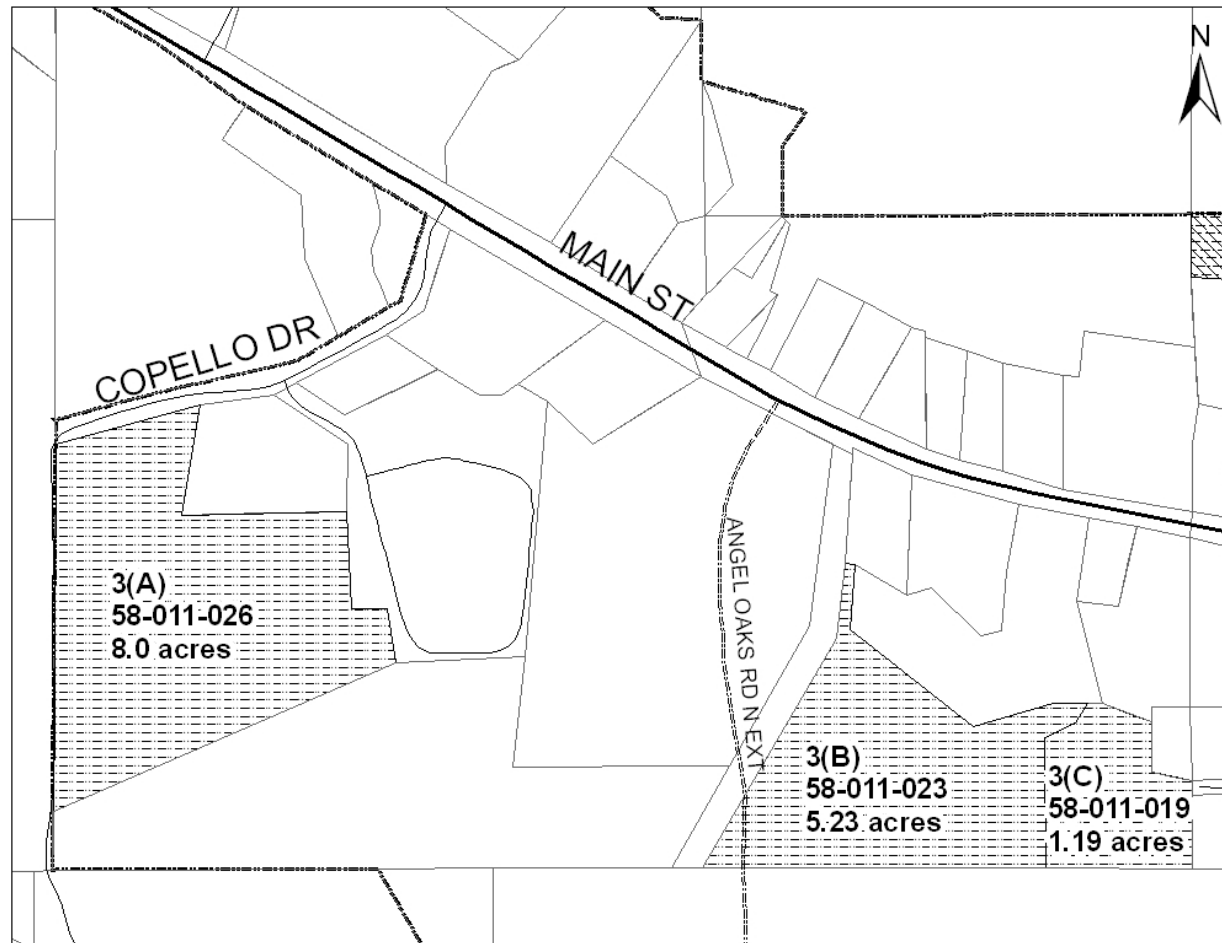 N
MAIN ST
COPELLO DR
ANGEL OAKS RD N EXT
3(A)
58-011-026
8.0 acres
3(B)
58-011-023
5.23 acres
3(C)
58-011-019
1.19 acres